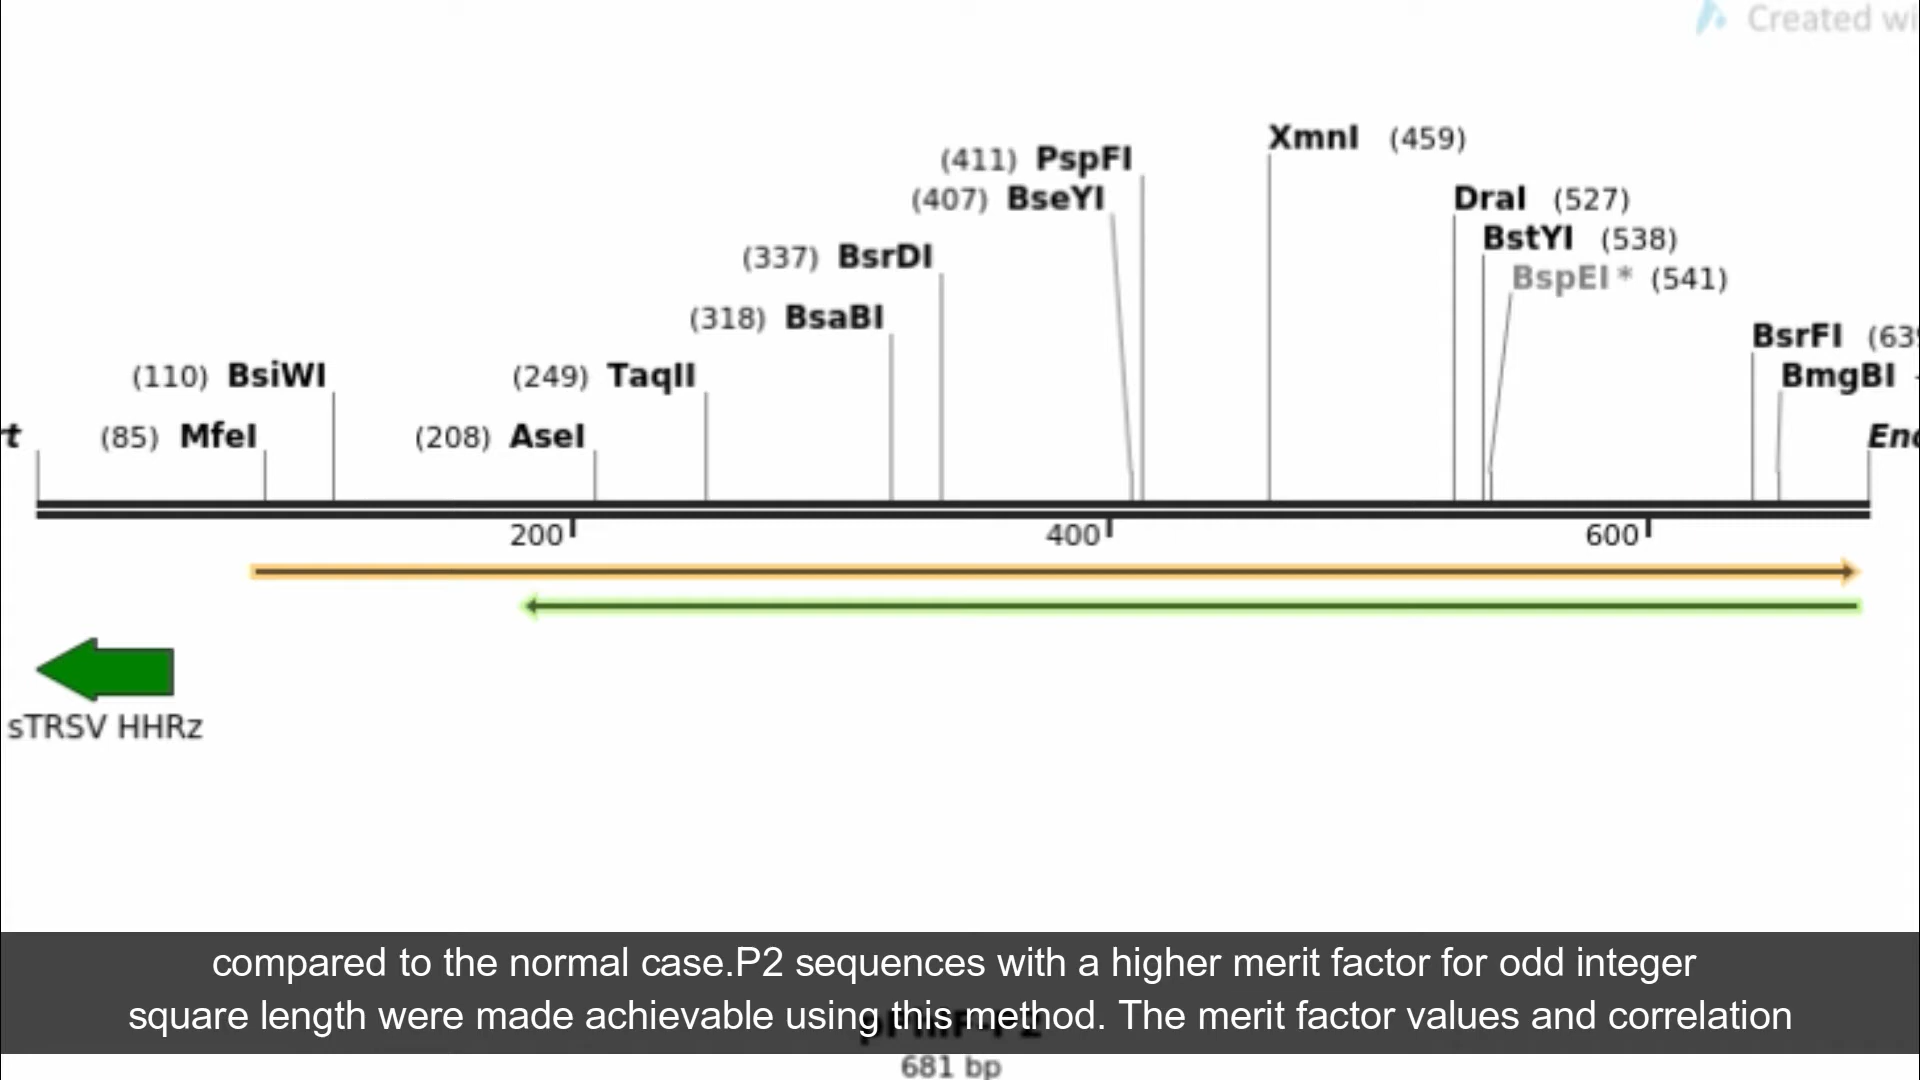 Created wi
XmnI (459)
(411) PspFI
(407) BseYI
DraI (527)
BstYI (538)
(337) BsrDI
BspEI * (541)
(318) BsaBI
BsrFI (639
(110) BsiWI
(249) TaqII
BmgBI
rt
(85) MfeI
(208) AseI
End
200
400
600
sTRSV HHRz
compared to the normal case.P2 sequences with a higher merit factor for odd integer
square length were made achievable using this method. The merit factor values and correlation
681 bp